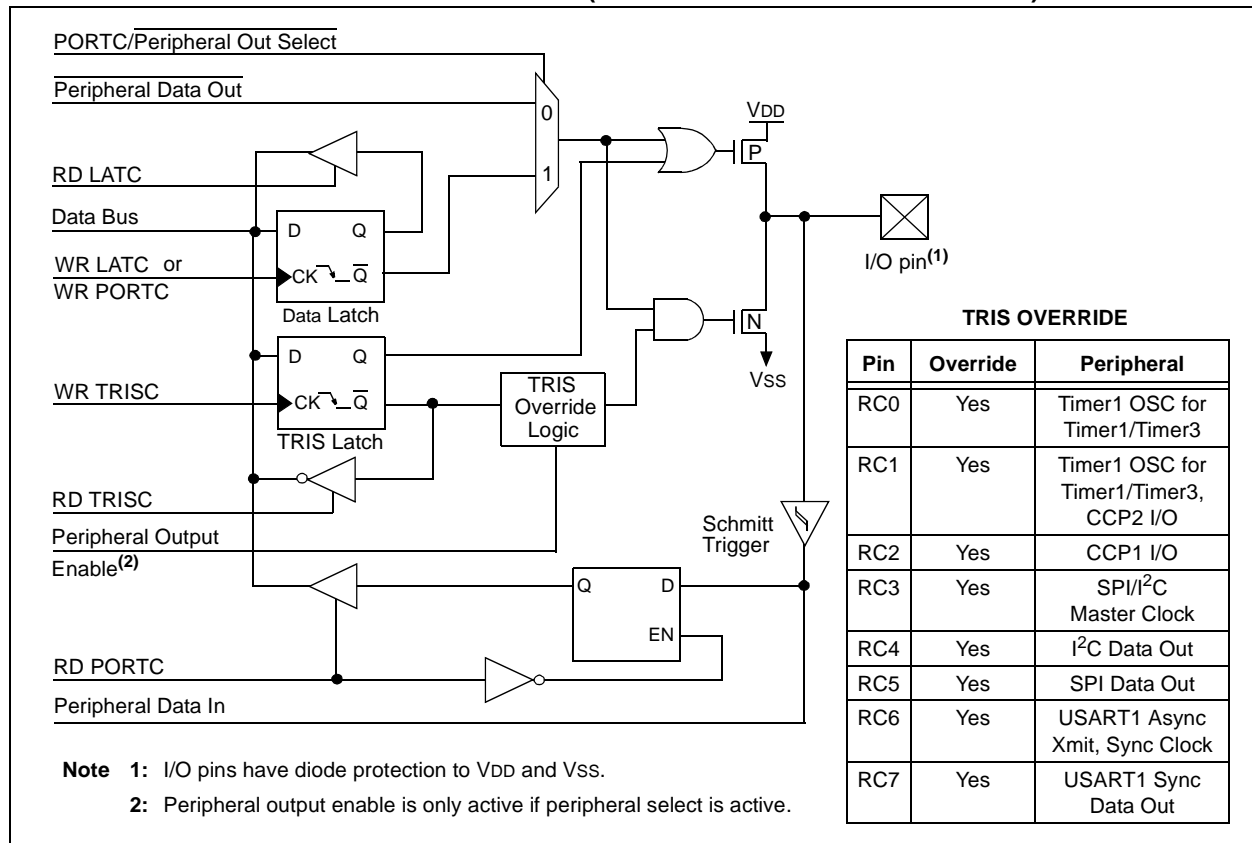 PORTC/Peripheral Out Select
Peripheral Data Out
RD LATC
Data Bus
WR LATC or
WR PORTC
WR TRISC
RD TRISC
Peripheral Output
Enable(2)
RD PORTC
Peripheral Data In
0
1
D Q
CK Q
Data Latch
D Q
CK Q
TRIS Latch
TRIS
Override
Logic
VDD
P
N
VSS
I/O pin(1)
Schmitt
Trigger
Q D
EN
TRIS OVERRIDE
Pin Override Peripheral
RC0 Yes Timer1 OSC for
Timer1/Timer3
RC1 Yes Timer1 OSC for
Timer1/Timer3,
CCP2 I/O
RC2 Yes CCP1 I/O
RC3 Yes SPI/I2C
Master Clock
RC4 Yes I2C Data Out
RC5 Yes SPI Data Out
RC6 Yes USART1 Async
Xmit, Sync Clock
RC7 Yes USART1 Sync
Data Out
Note 1: I/O pins have diode protection to VDD and VSS.
2: Peripheral output enable is only active if peripheral select is active.